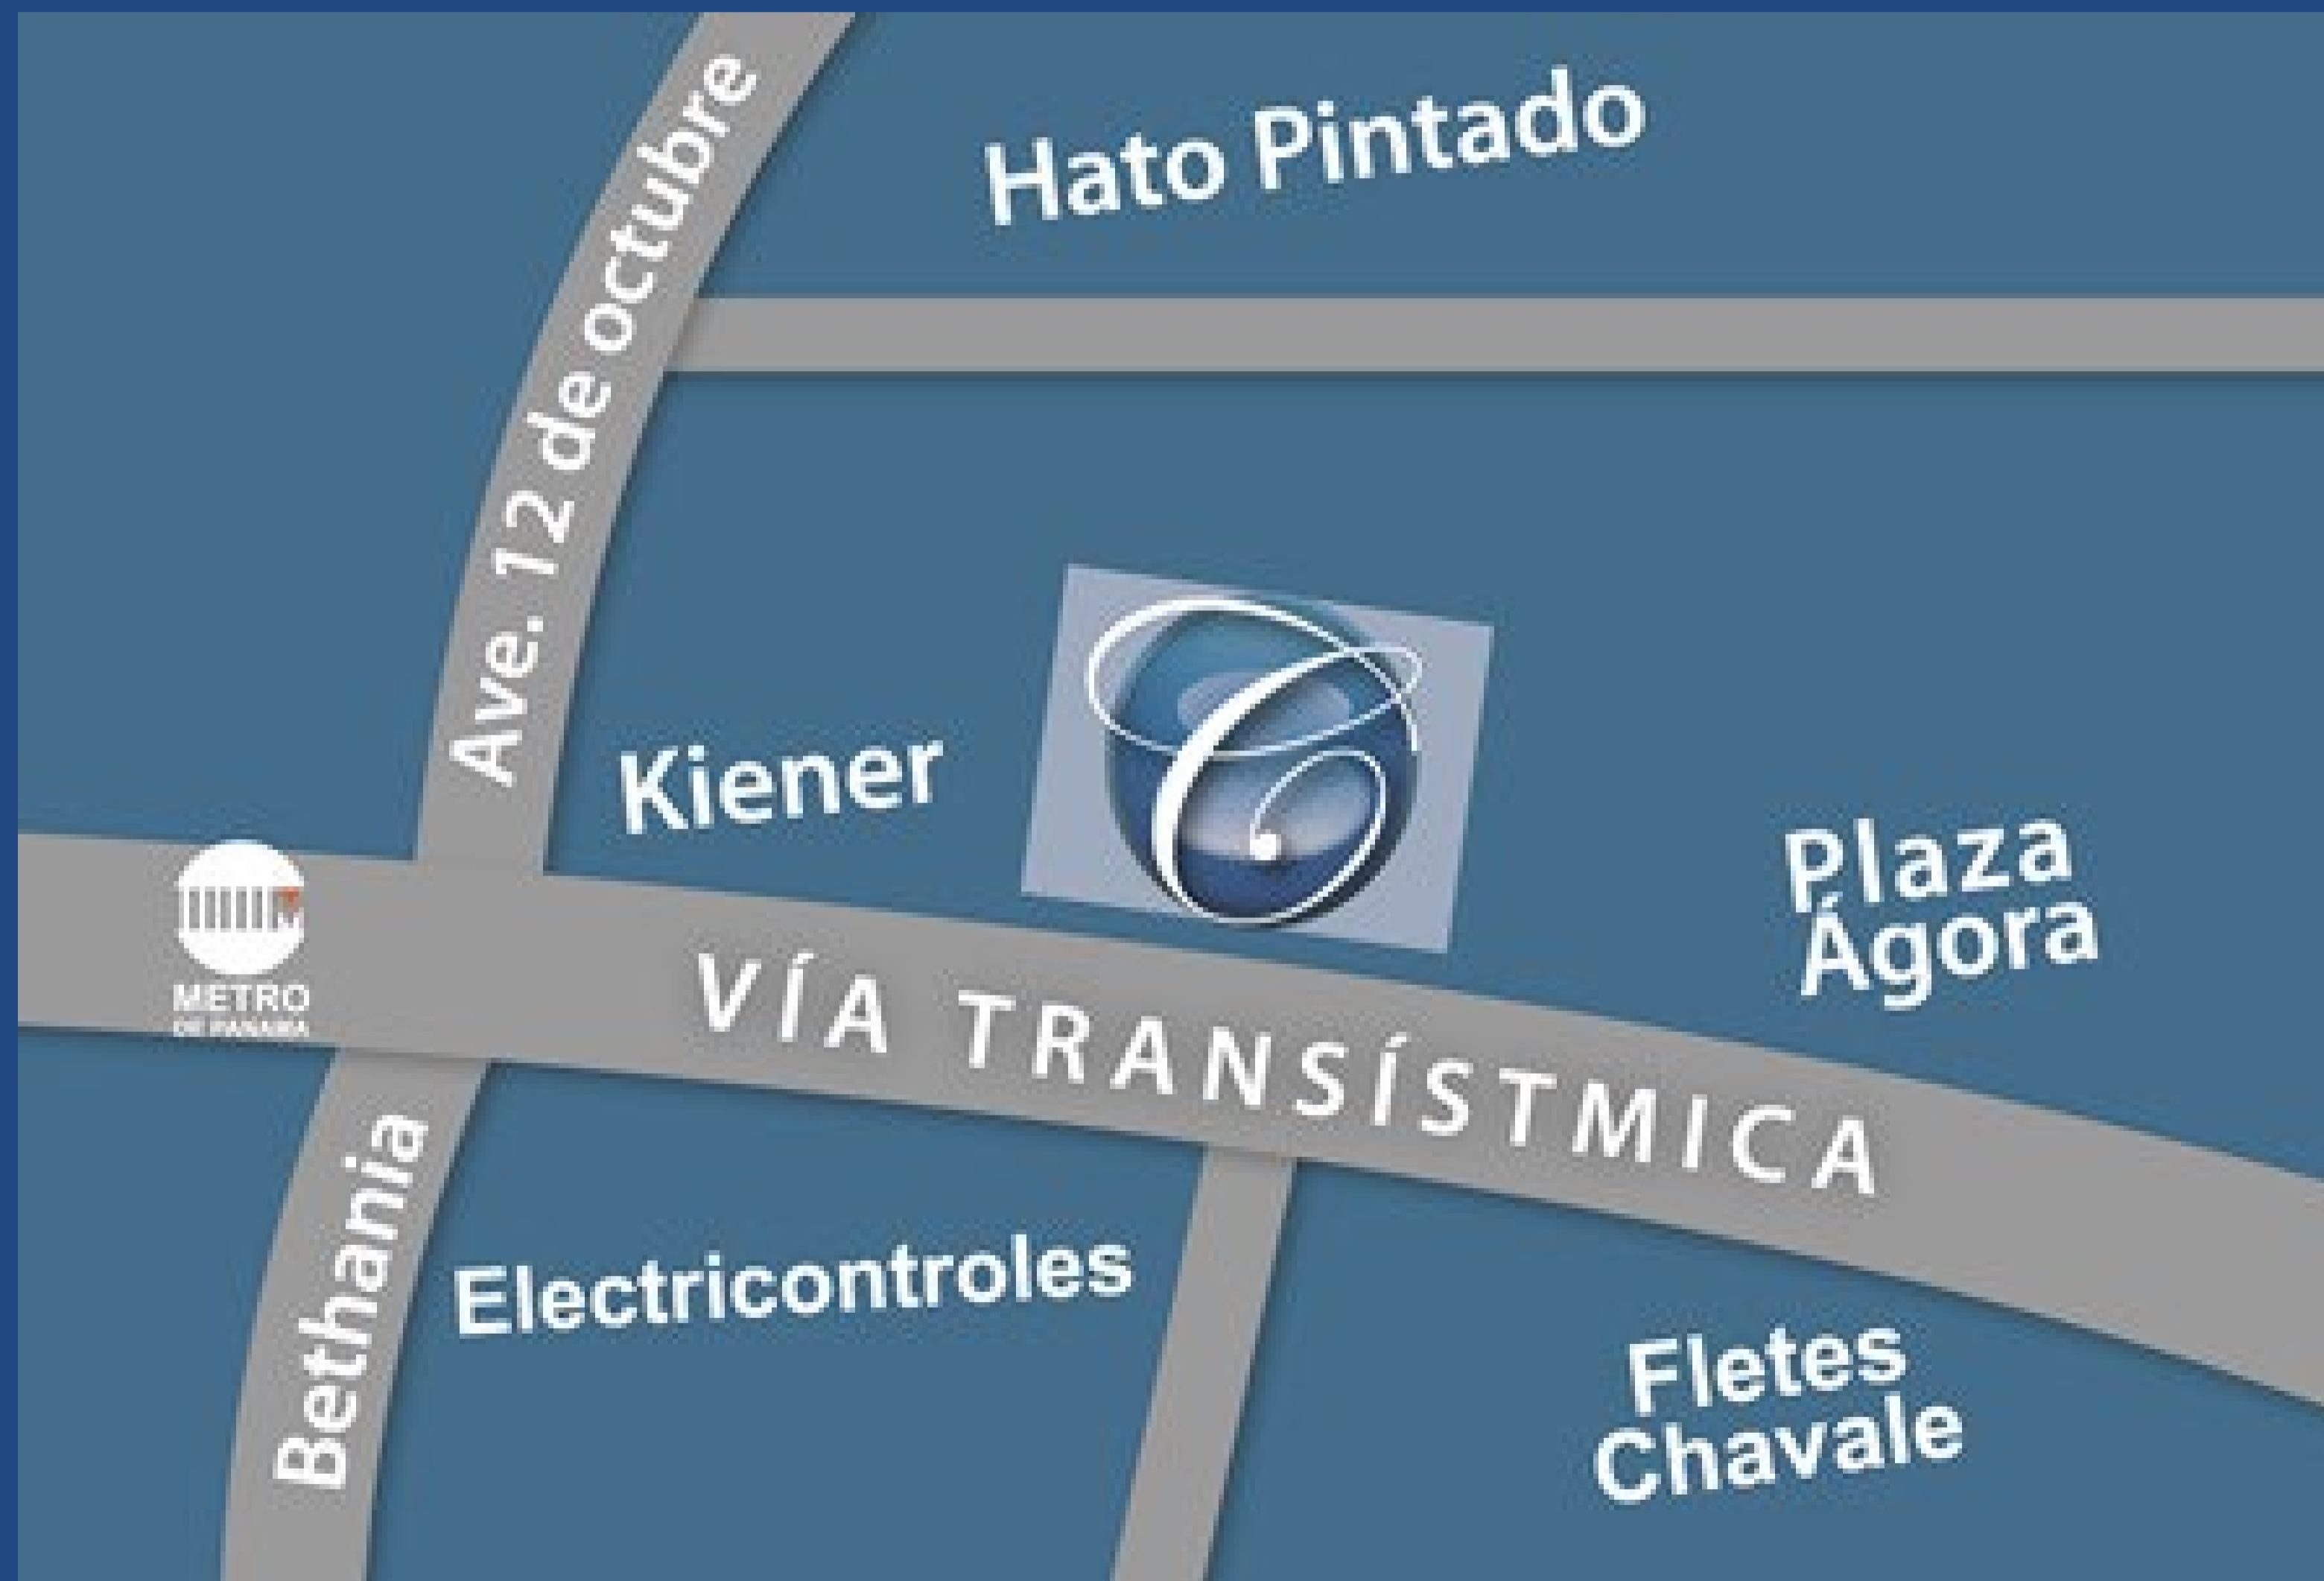 Hato Pintado
Ave. 12 de octubre
Kiener
Plaza
Ágora
METRO
DE PANAMÁ
VÍA TRANSÍSTMICA
Bethania
Electricontroles
Fletes
Chavale